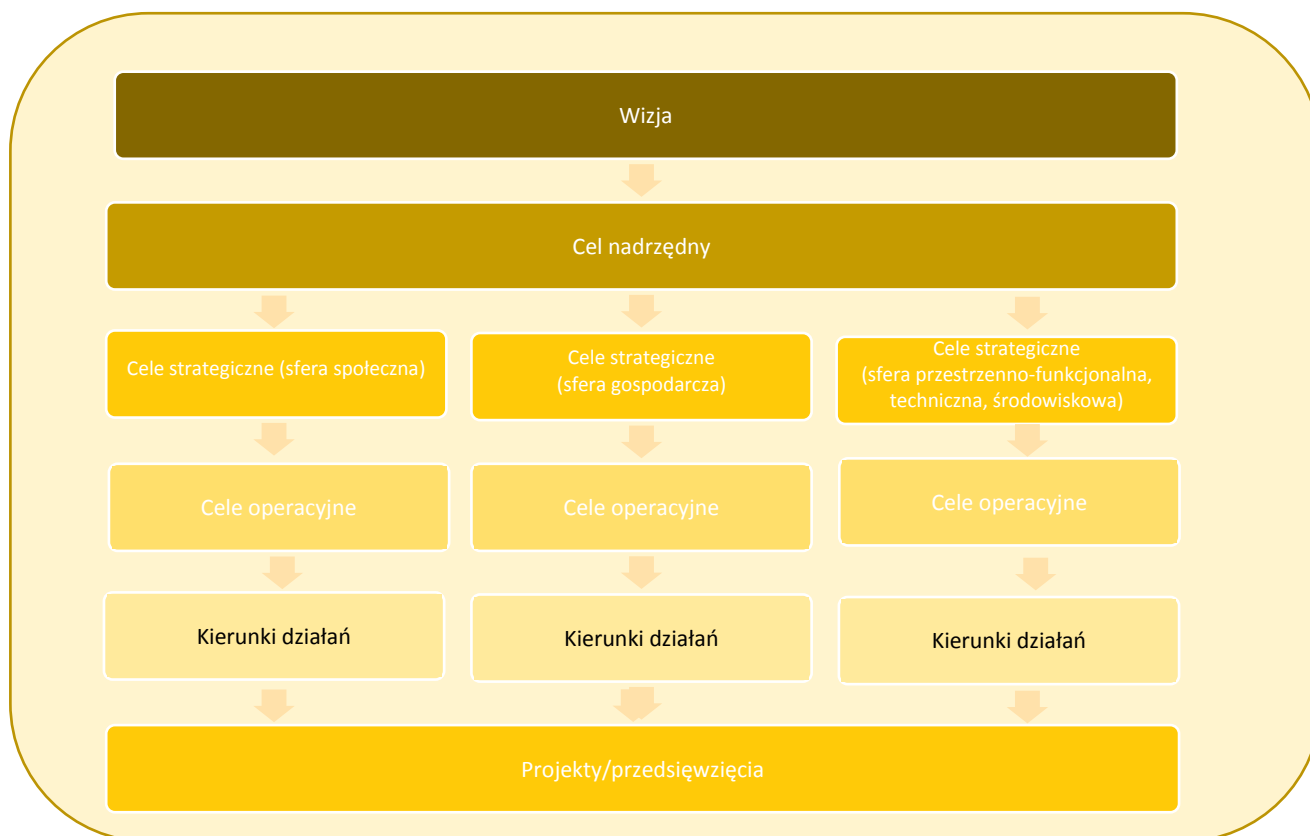 Wizja
Cel nadrzędny
Cele strategiczne (sfera społeczna)
Cele strategiczne
(sfera gospodarcza)
Cele strategiczne
(sfera przestrzenno-funkcjonalna,
techniczna, środowiskowa)
Cele operacyjne
Cele operacyjne
Cele operacyjne
Kierunki działań
Kierunki działań
Kierunki działań
Projekty/przedsięwzięcia